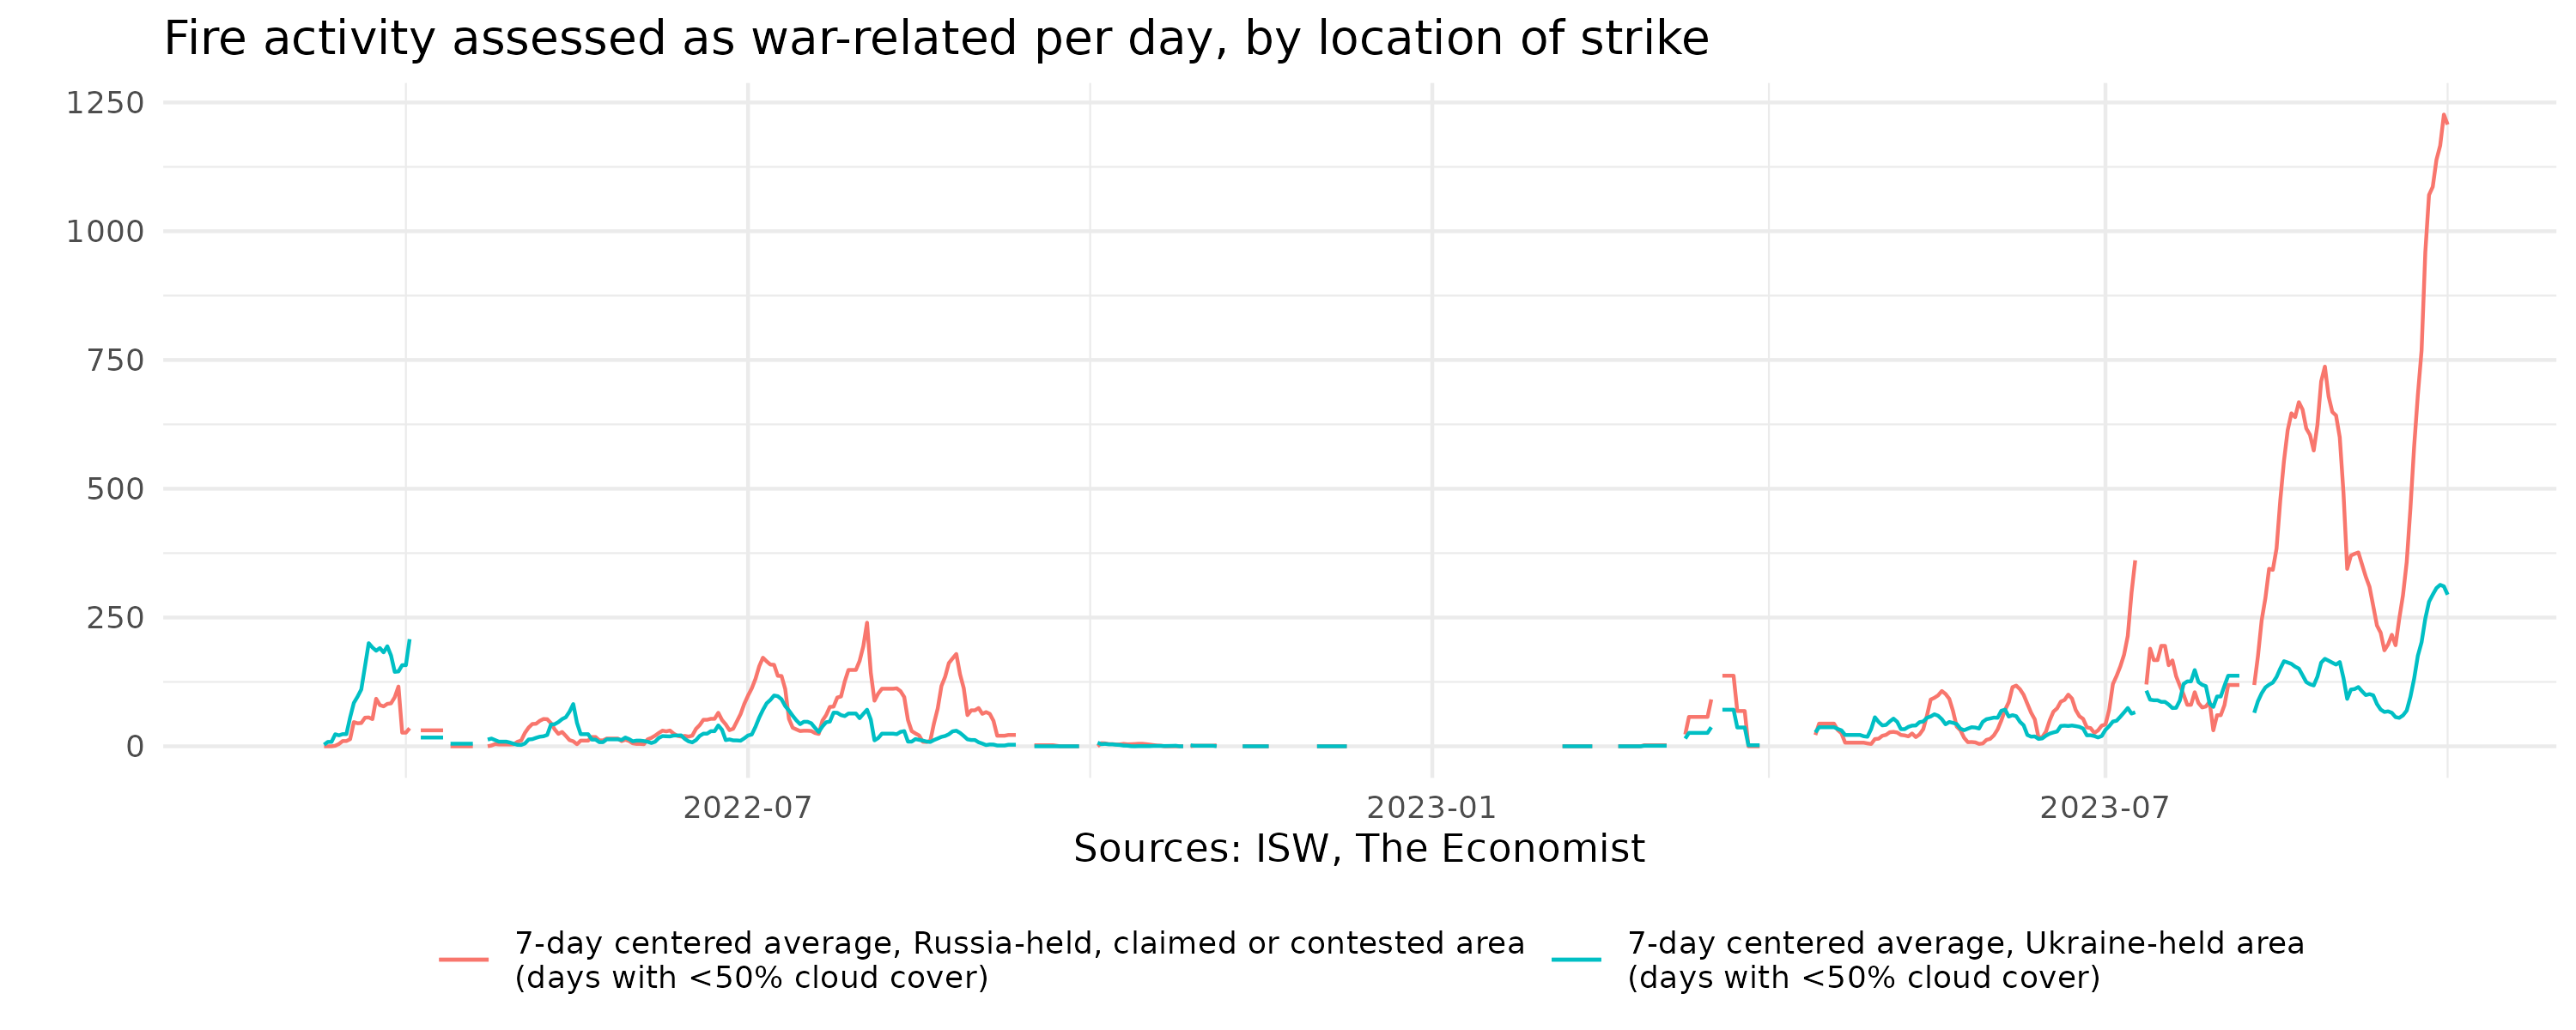 Fire activity assessed as war-related per day, by location of strike
1250
1000
750
500
250
0
2022-07
2023-01
2023-07
Sources: ISW, The Economist
7-day centered average, Russia-held, claimed or contested area
(days with <50% cloud cover)
7-day centered average, Ukraine-held area
(days with <50% cloud cover)